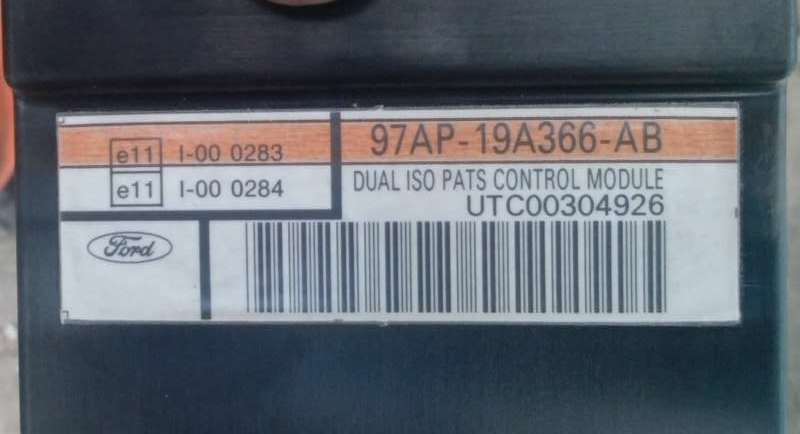 97AP-19A366-AB
e11 I-00 0283
e11 I-00 0284
DUAL ISO PATS CONTROL MODULE
UTC00304926
Ford